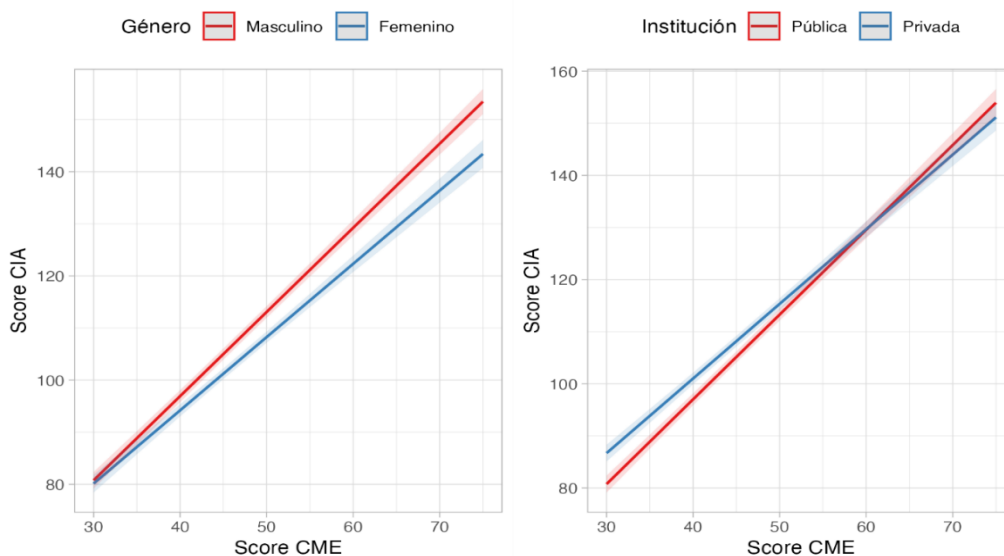 Género Masculino Femenino
Score CIA
140
120
100
80
30 40 50 60 70
Score CME
Institución Pública Privada
Score CIA
160
140
120
100
80
30 40 50 60 70
Score CME